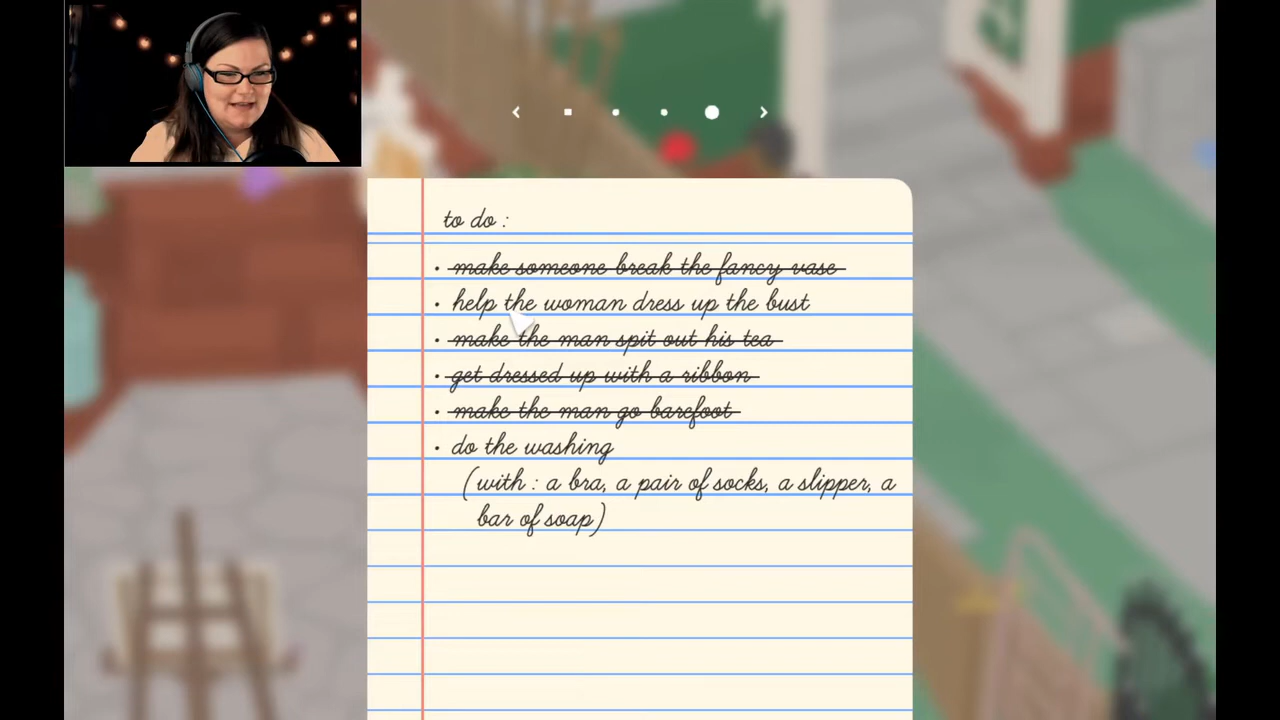 to do :
• make someone break the fancy vase
• help the woman dress up the bust
• make the man spit out his tea
• get dressed up with a ribbon
• make the man go barefoot
• do the washing
(with : a bra, a pair of socks, a slipper, a
bar of soap)